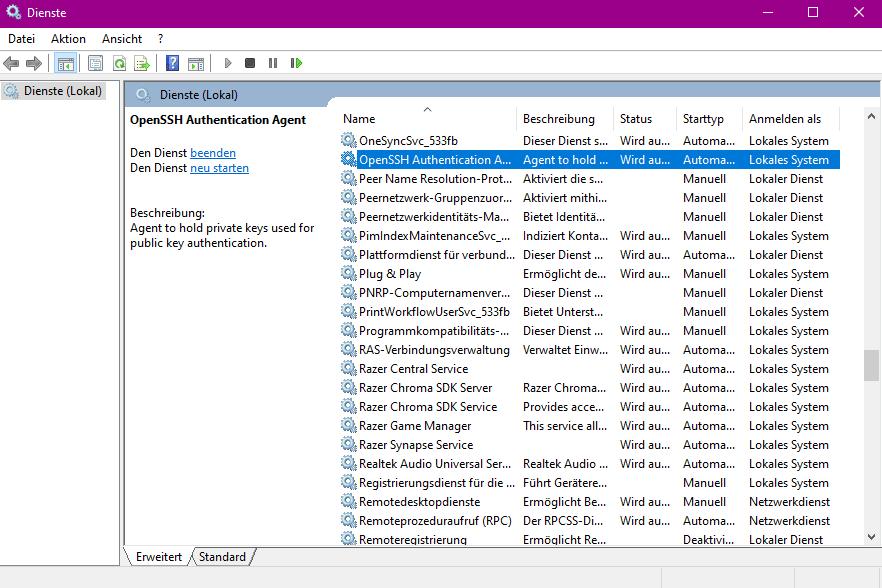 Dienste
Datei Aktion Ansicht ?
Dienste (Lokal)
Dienste (Lokal)
OpenSSH Authentication Agent
Den Dienst beenden
Den Dienst neu starten
Beschreibung:
Agent to hold private keys used for
public key authentication.
Name Beschreibung Status Starttyp Anmelden als
OneSyncSvc_533fb Dieser Dienst s... Wird au... Automa... Lokales System
OpenSSH Authentication A... Agent to hold ... Wird au... Automa... Lokales System
Peer Name Resolution-Prot... Aktiviert die s... Manuell Lokaler Dienst
Peernetzwerk-Gruppenzuor... Aktiviert mithi... Manuell Lokaler Dienst
Peernetzwerkidentitäts-Ma... Bietet Identitä... Manuell Lokaler Dienst
PimIndexMaintenanceSvc_... Indiziert Konta... Wird au... Manuell Lokales System
Plattformdienst für verbund... Dieser Dienst ... Wird au... Automa... Lokaler Dienst
Plug & Play Ermöglicht de... Wird au... Manuell Lokales System
PNRP-Computernamenver... Dieser Dienst ... Manuell Lokaler Dienst
PrintWorkflowUserSvc_533fb Bietet Unterst... Manuell Lokales System
Programmkompatibilitäts-... Dieser Dienst ... Wird au... Manuell Lokales System
RAS-Verbindungsverwaltung Verwaltet Einw... Wird au... Automa... Lokales System
Razer Central Service Wird au... Automa... Lokales System
Razer Chroma SDK Server Razer Chroma... Wird au... Automa... Lokales System
Razer Chroma SDK Service Provides acce... Wird au... Automa... Lokales System
Razer Game Manager This service all... Wird au... Automa... Lokales System
Razer Synapse Service Wird au... Automa... Lokales System
Realtek Audio Universal Ser... Realtek Audio ... Wird au... Automa... Lokales System
Registrierungsdienst für die ... Führt Gerätere... Manuell Lokales System
Remotedesktopdienste Ermöglicht Be... Wird au... Manuell Netzwerkdienst
Remoteprozeduraufruf (RPC) Der RPCSS-Di... Wird au... Automa... Netzwerkdienst
Remoteregistrierung Ermöglicht Re... Deaktivi... Lokaler Dienst
Erweitert Standard